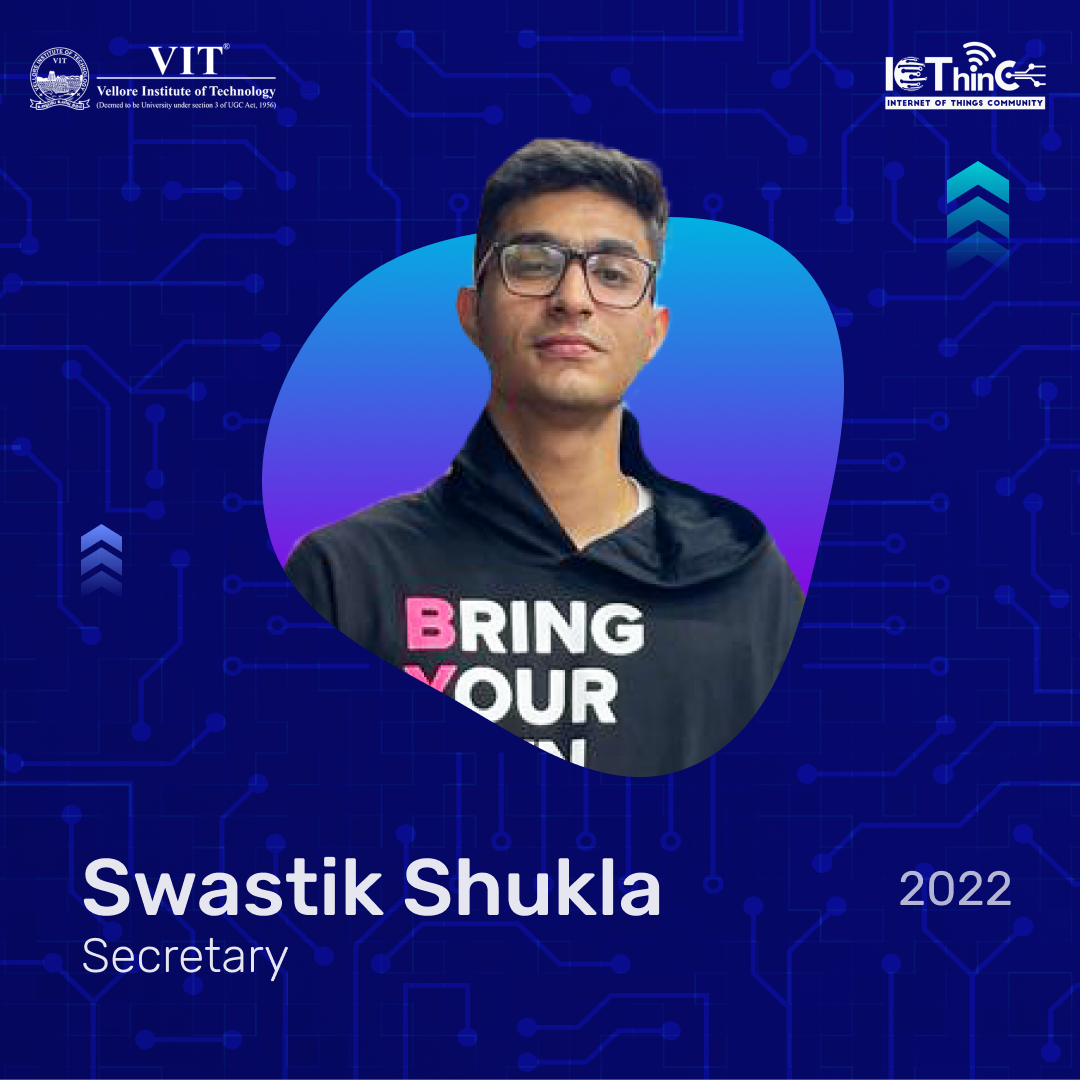 VIT®
Vellore Institute of Technology
(Deemed to be University under section 3 of UGC Act, 1956)
VIT
IoThinC
INTERNET OF THINGS COMMUNITY
BRING
YOUR
Swastik Shukla
2022
Secretary